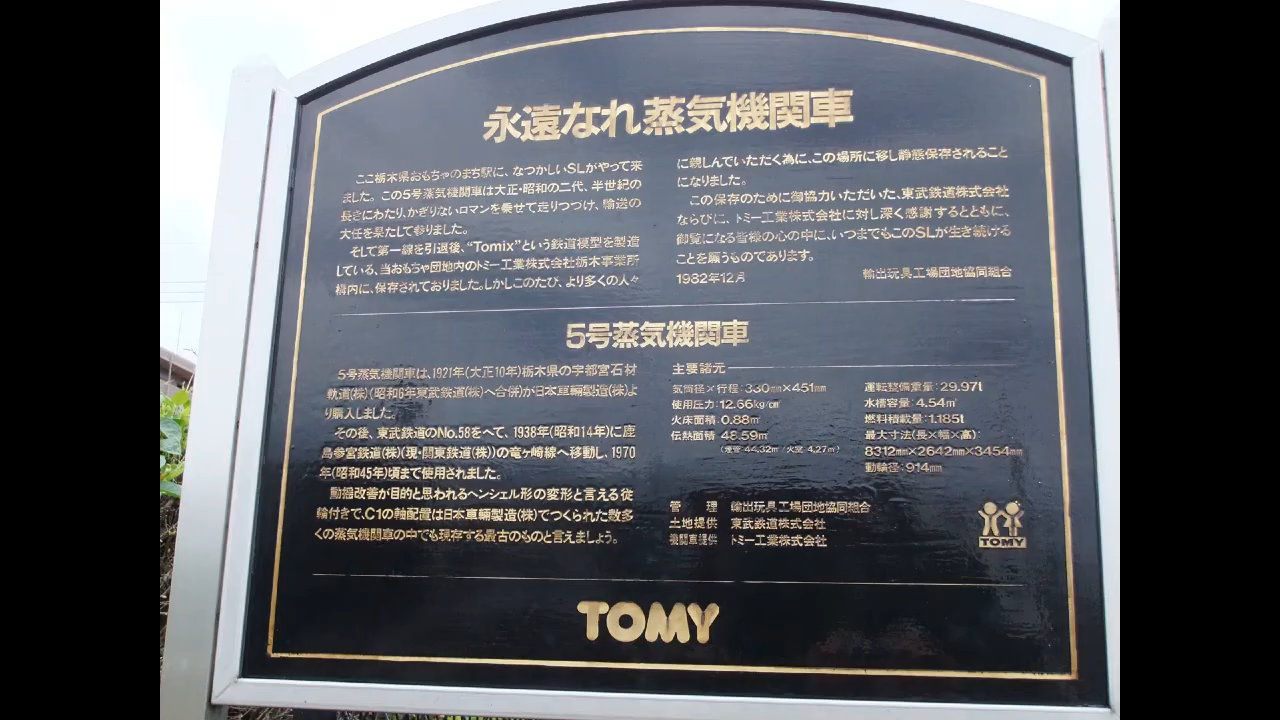 永遠なれ蒸気機関車
ここ栃木県おもちゃのまち駅に、なつかしいSLがやって来
ました。この5号蒸気機関車は大正・昭和の二代、半世紀の
長きにわたり、かぎりないロマンを乗せて走りつづけ、輸送の
大任を果たして参りました。
そして第一線を引退後、“Tomix”という鉄道模型を製造
している、当おもちゃ団地内のトミー工業株式会社栃木事業所
構内に、保存されておりました。しかしこのたび、より多くの人々
に親しんでいただく為に、この場所に移し静態保存されること
になりました。
この保存のために御協力いただいた、東武鉄道株式会社
ならびに、トミー工業株式会社に対し深く感謝するとともに、
御覧になる皆様の心の中に、いつまでもこのSLが生き続ける
ことを願うものであります。
1982年12月 輸出玩具工場団地協同組合
5号蒸気機関車
5号蒸気機関車は、1921年(大正10年)栃木県の宇都宮石材
軌道(株)(昭和6年東武鉄道(株)へ合併)が日本車輛製造(株)よ
り購入しました。
その後、東武鉄道のNo.58をへて、1938年(昭和14年)に鹿
島参宮鉄道(株)(現・関東鉄道(株))の竜ヶ崎線へ移動し、1970
年(昭和45年)頃まで使用されました。
動揺改善が目的と思われるヘンシェル形の変形と言える従
輪付きで、C1の軸配置は日本車輛製造(株)でつくられた数多
くの蒸気機関車の中でも現存する最古のものと言えましょう。
主要諸元
気筒径×行程:330mm×451mm
使用圧力:12.66kg/cm²
火床面積:0.88m²
伝熱面積:48.59m²
(煙管:44.32m²/火室:4.27m²)
運転整備重量:29.97t
水槽容量:4.54m³
燃料積載量:1.185t
最大寸法(長×幅×高)
8312mm×2642mm×3454mm
動輪径:914mm
管理 輸出玩具工場団地協同組合
土地提供 東武鉄道株式会社
機関車提供 トミー工業株式会社
TOMY
TOMY